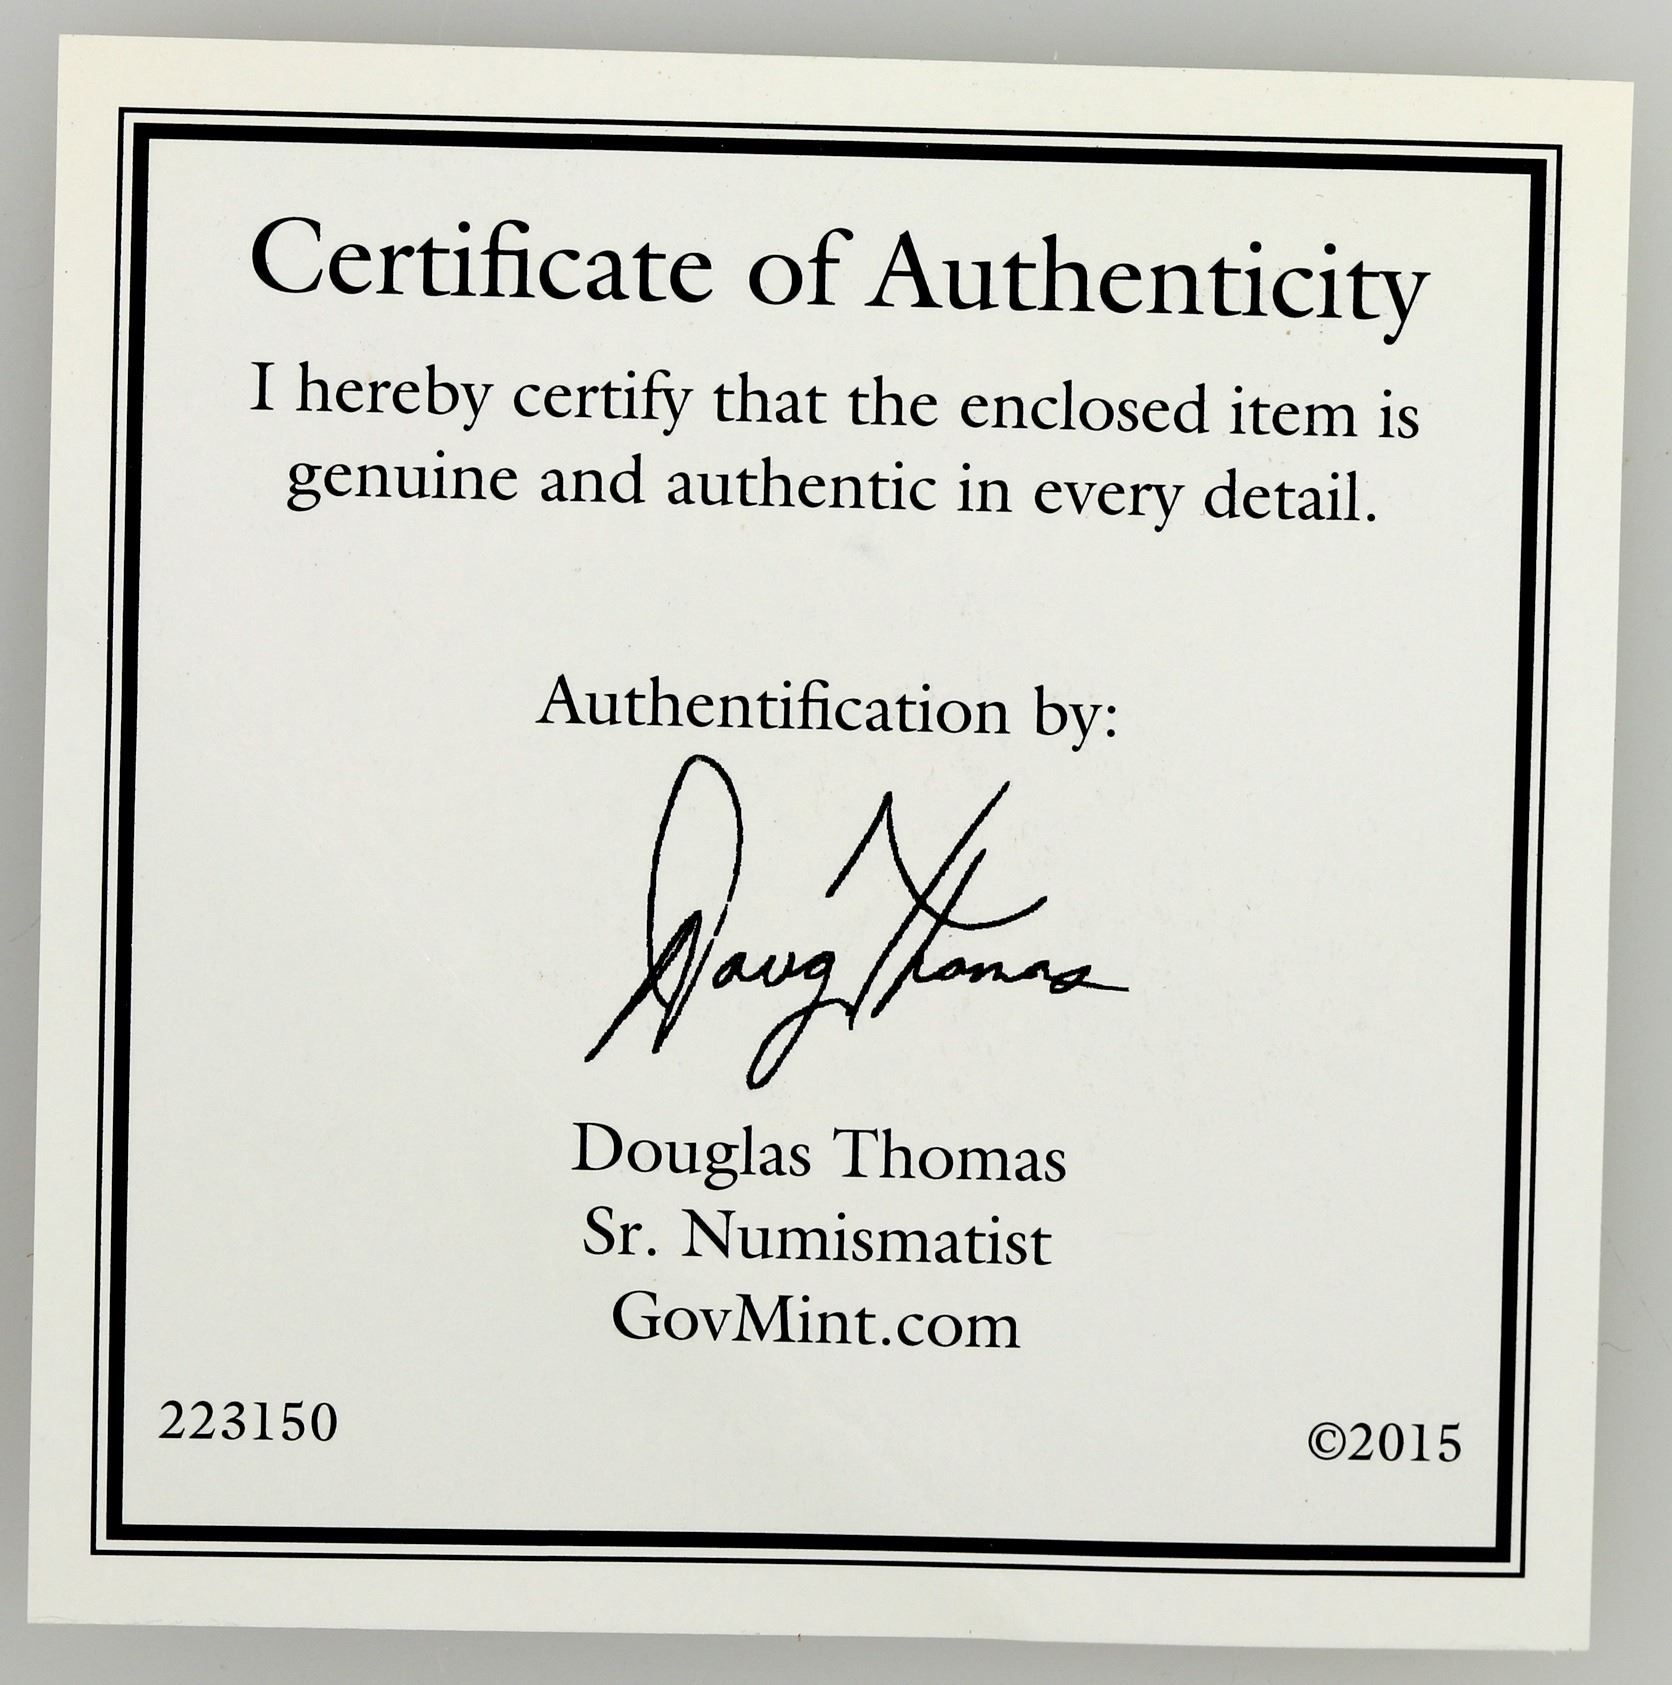 Certificate of Authenticity
I hereby certify that the enclosed item is
genuine and authentic in every detail.
Authentification by:
Doug Thomas
Douglas Thomas
Sr. Numismatist
GovMint.com
223150 ©2015